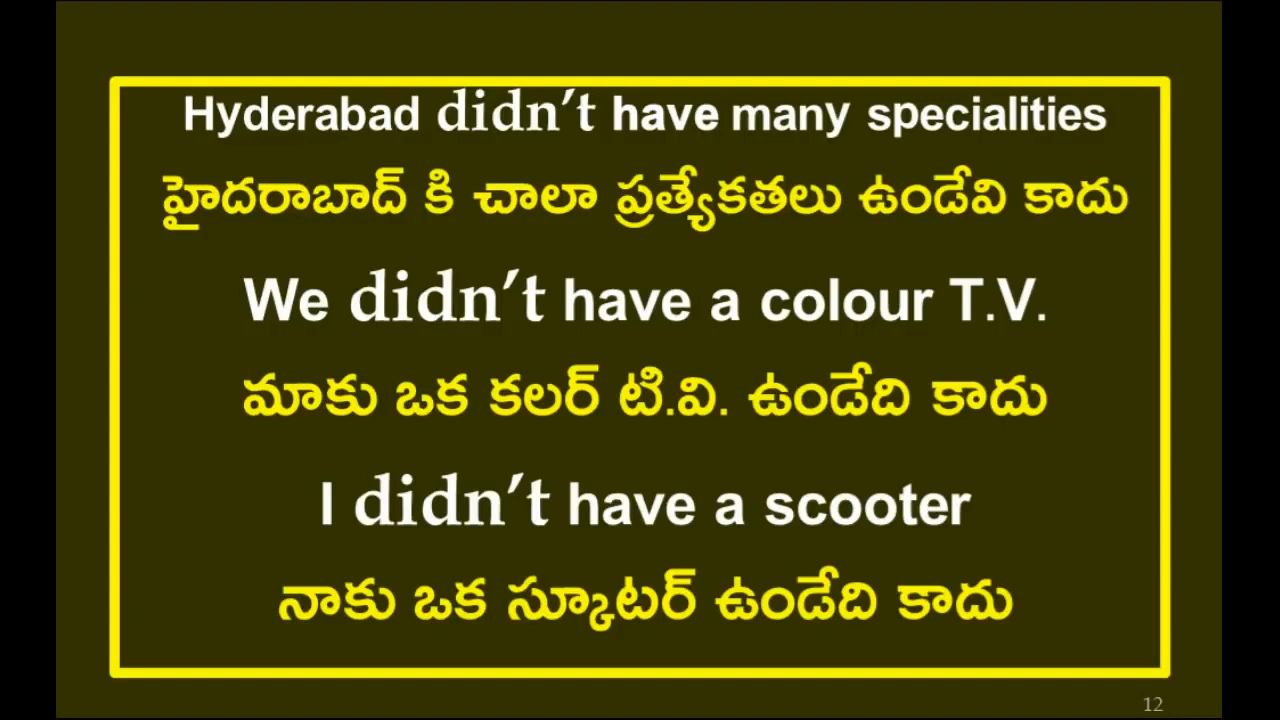 Hyderabad didn't have many specialities
హైదరాబాద్ కి చాలా ప్రత్యేకతలు ఉండేవి కాదు
We didn't have a colour T.V.
మాకు ఒక కలర్ టి.వి. ఉండేది కాదు
I didn't have a scooter
నాకు ఒక స్కూటర్ ఉండేది కాదు
12